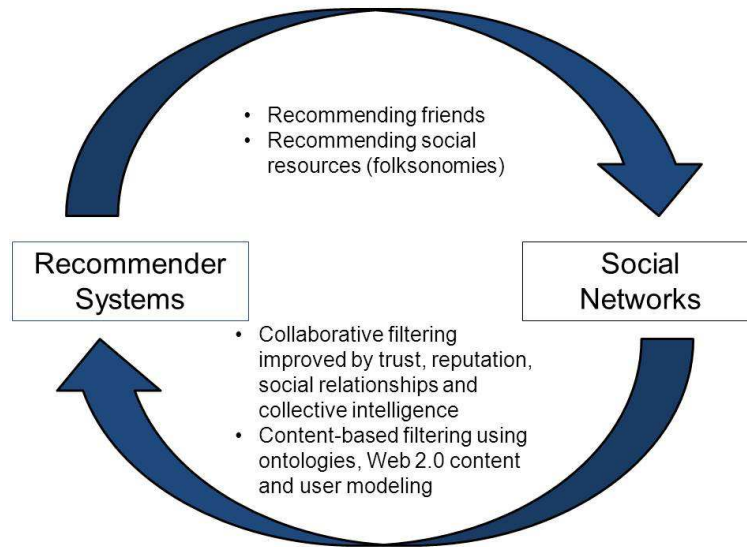 • Recommending friends
• Recommending social
resources (folksonomies)
Recommender
Systems
Social
Networks
• Collaborative filtering
improved by trust, reputation,
social relationships and
collective intelligence
• Content-based filtering using
ontologies, Web 2.0 content
and user modeling